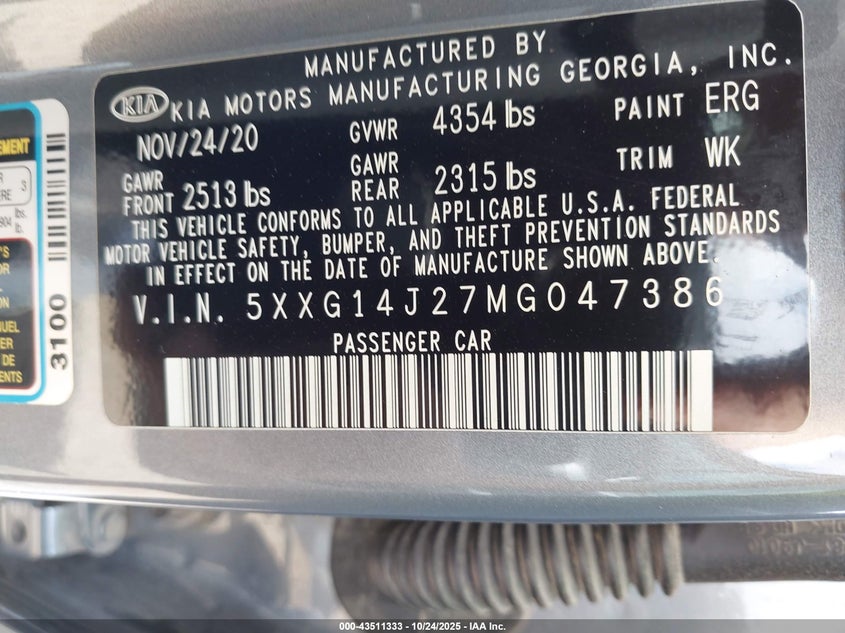 MANUFACTURED BY
KIA KIA MOTORS MANUFACTURING GEORGIA, INC.
NOV/24/20 GVWR 4354 lbs PAINT ERG
GAWR FRONT 2513 lbs GAWR REAR 2315 lbs TRIM WK
THIS VEHICLE CONFORMS TO ALL APPLICABLE U.S.A. FEDERAL
MOTOR VEHICLE SAFETY, BUMPER, AND THEFT PREVENTION STANDARDS
IN EFFECT ON THE DATE OF MANUFACTURE SHOWN ABOVE.
V.I.N. 5XXG14J27MG047386
PASSENGER CAR
3100
000-43511333 | 10/24/2025 | IAA Inc.